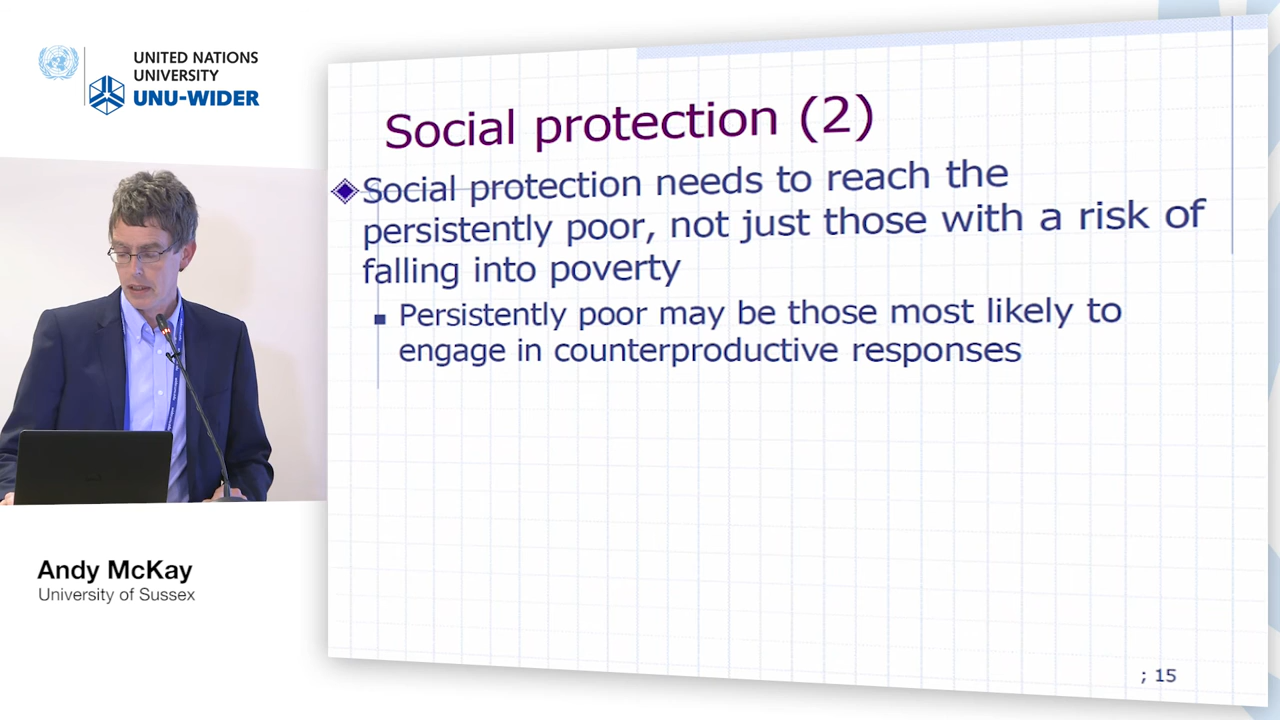 UNITED NATIONS
UNIVERSITY
UNU-WIDER
Social protection (2)
Social protection needs to reach the
persistently poor, not just those with a risk of
falling into poverty
Persistently poor may be those most likely to
engage in counterproductive responses
Andy McKay
University of Sussex
; 15